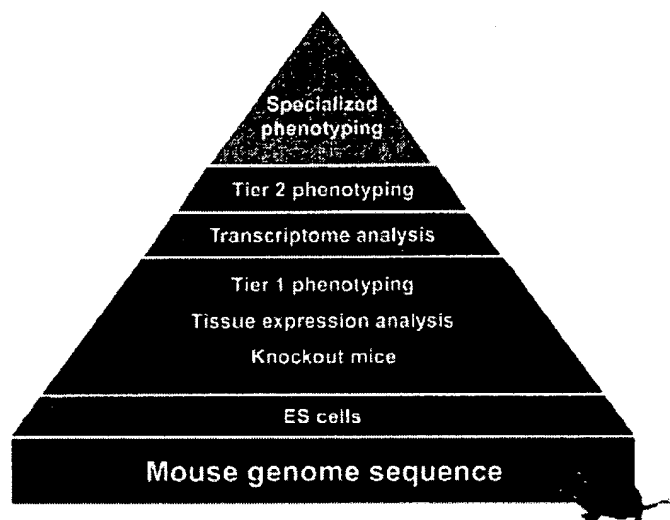 Specialized
phenotyping
Tier 2 phenotyping
Transcriptome analysis
Tier 1 phenotyping
Tissue expression analysis
Knockout mice
ES cells
Mouse genome sequence